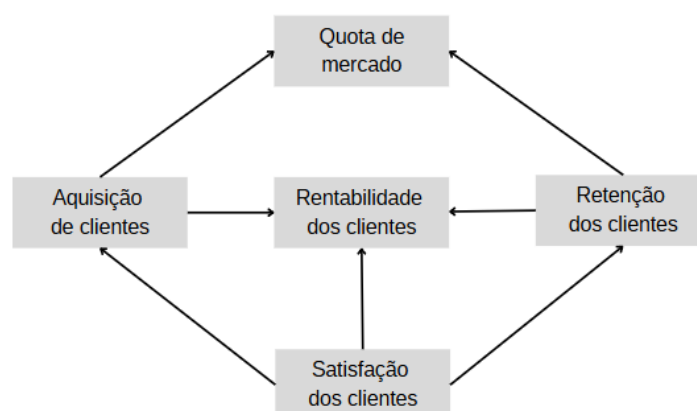 Quota de
mercado
Aquisição
de clientes
Rentabilidade
dos clientes
Retenção
dos clientes
Satisfação
dos clientes